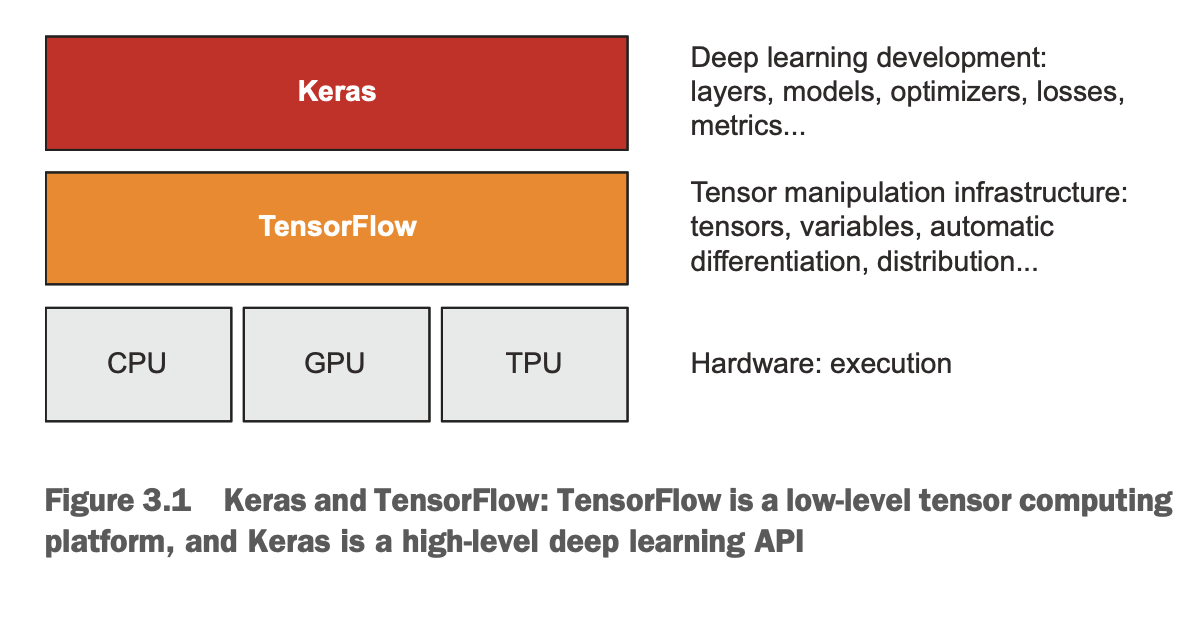 Keras
Deep learning development:
layers, models, optimizers, losses,
metrics...
TensorFlow
Tensor manipulation infrastructure:
tensors, variables, automatic
differentiation, distribution...
CPU
GPU
TPU
Hardware: execution
Figure 3.1 Keras and TensorFlow: TensorFlow is a low-level tensor computing
platform, and Keras is a high-level deep learning API